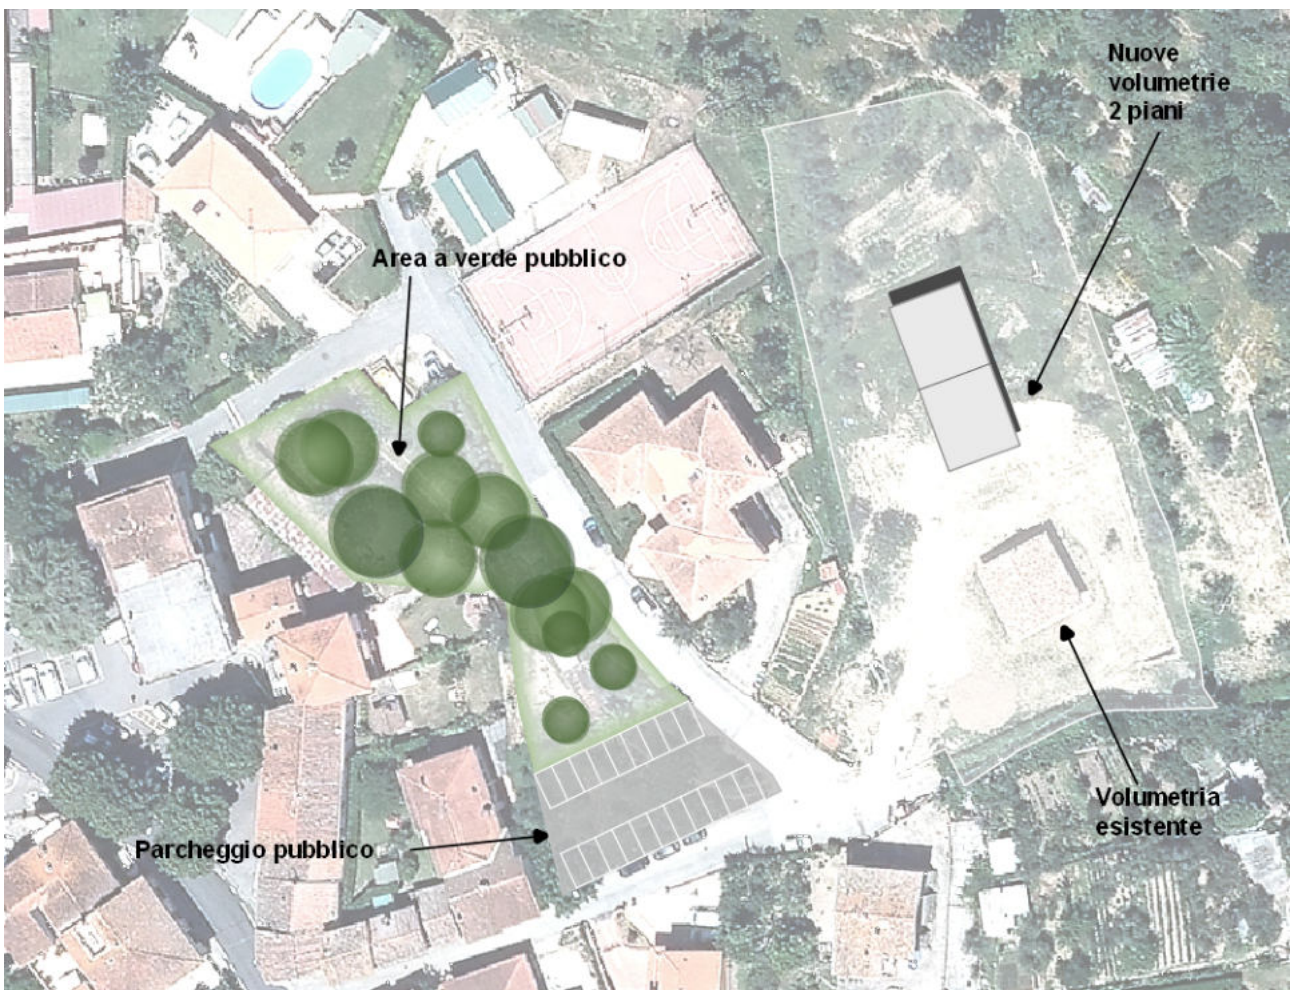 Nuove
volumetrie
2 piani
Area a verde pubblico
Volumetria
esistente
Parcheggio pubblico